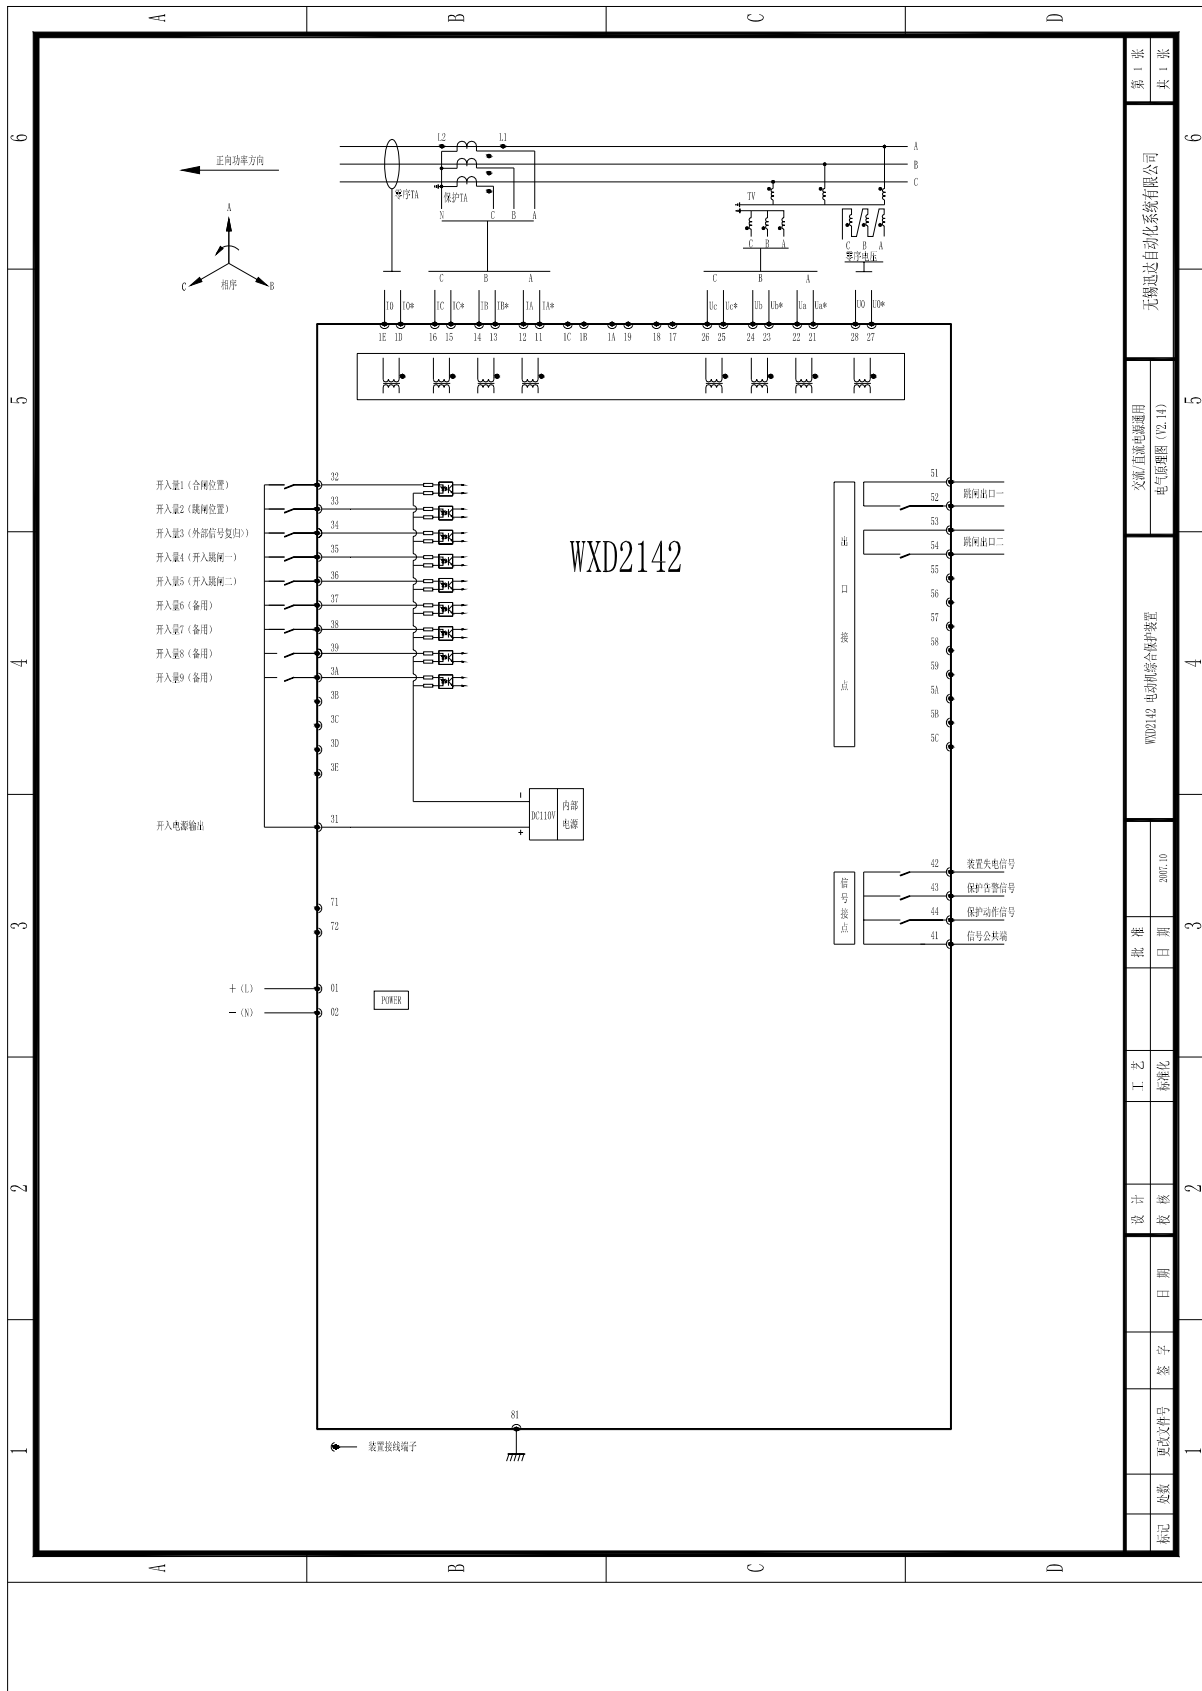 A B C D
6
5
4
3
2
1
正向功率方向
A
C 相序 B
L2 L1
零序TA
保护TA
N C B A
A
B
C
TV
C B A
C B A
零序电压
C B A
C B A
I0 I0* IC IC* IB IB* IA IA* Uc Uc* Ub Ub* Ua Ua* U0 U0*
1E 1D 16 15 14 13 12 11 1C 1B 1A 19 18 17 26 25 24 23 22 21 28 27
WXD2142
开入量1（合闸位置） 32
开入量2（跳闸位置） 33
开入量3（外部信号复归）) 34
开入量4（开入跳闸一） 35
开入量5（开入跳闸二） 36
开入量6（备用） 37
开入量7（备用） 38
开入量8（备用） 39
开入量9（备用） 3A
3B
3C
3D
3E
开入电源输出 31
- DC110V +
内部
电源
71
72
+（L） 01
-（N） 02
POWER
出口接点
51
52 跳闸出口一
53
54 跳闸出口二
55
56
57
58
59
5A
5B
5C
信号接点
42 装置失电信号
43 保护告警信号
44 保护动作信号
41 信号公共端
81
装置接线端子
第 1 张
共 1 张
无锡迅达自动化系统有限公司
交流/直流电源通用
电气原理图（V2.14）
WXD2142 电动机综合保护装置
批 准
日 期 2007.10
工 艺
标准化
设 计
校 核
标记 处数 更改文件号 签 字 日 期
A B C D
6
5
4
3
2
1